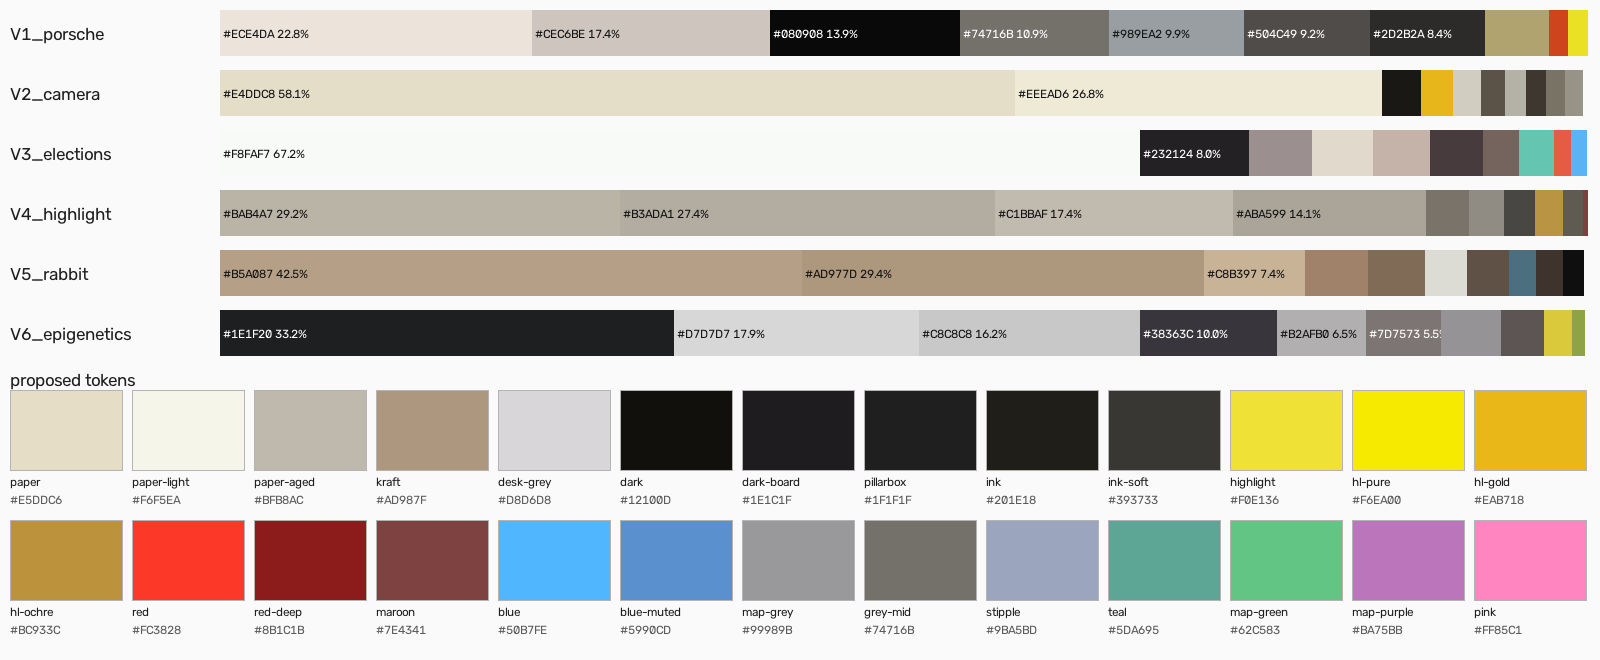 V1_porsche
#ECE4DA 22.8%
#CEC6BE 17.4%
#080908 13.9%
#74716B 10.9%
#989EA2 9.9%
#504C49 9.2%
#2D2B2A 8.4%
V2_camera
#E4DDC8 58.1%
#EEEAD6 26.8%
V3_elections
#F8FAF7 67.2%
#232124 8.0%
V4_highlight
#BAB4A7 29.2%
#B3ADA1 27.4%
#C1BBAF 17.4%
#ABA599 14.1%
V5_rabbit
#B5A087 42.5%
#AD977D 29.4%
#C8B397 7.4%
V6_epigenetics
#1E1F20 33.2%
#D7D7D7 17.9%
#C8C8C8 16.2%
#38363C 10.0%
#B2AFB0 6.5%
#7D7573 5.5%
proposed tokens
paper
paper-light
paper-aged
kraft
desk-grey
dark
dark-board
pillarbox
ink
ink-soft
highlight
hl-pure
hl-gold
#E5DDC6
#F6F5EA
#BFB8AC
#AD987F
#D8D6D8
#12100D
#1E1C1F
#1F1F1F
#201E18
#393733
#F0E136
#F6EA00
#EAB718
hl-ochre
red
red-deep
maroon
blue
blue-muted
map-grey
grey-mid
stipple
teal
map-green
map-purple
pink
#BC933C
#FC3828
#8B1C1B
#7E4341
#50B7FE
#5990CD
#99989B
#74716B
#9BA5BD
#5DA695
#62C583
#BA75BB
#FF85C1